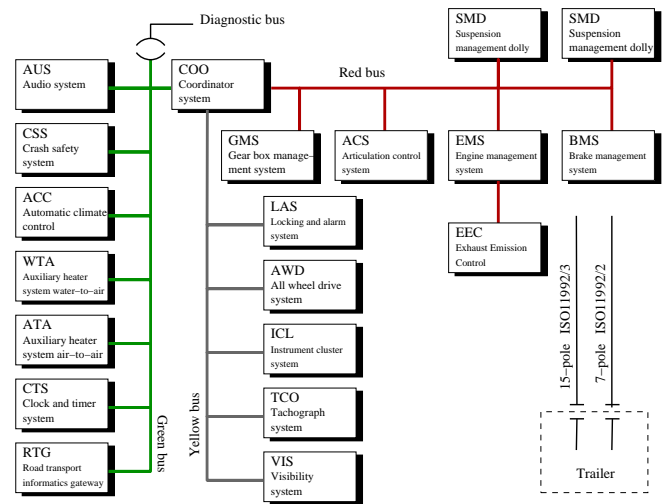 Diagnostic bus
SMD
Suspension
management dolly
SMD
Suspension
management dolly
AUS
Audio system
COO
Coordinator
system
Red bus
CSS
Crash safety
system
GMS
Gear box manage–
ment system
ACS
Articulation control
system
EMS
Engine management
system
BMS
Brake management
system
ACC
Automatic climate
control
LAS
Locking and alarm
system
EEC
Exhaust Emission
Control
WTA
Auxiliary heater
system water–to–air
AWD
All wheel drive
system
ATA
Auxiliary heater
system air–to–air
ICL
Instrument cluster
system
15–pole ISO11992/3
7–pole ISO11992/2
CTS
Clock and timer
system
Green bus
Yellow bus
TCO
Tachograph
system
RTG
Road transport
informatics gateway
VIS
Visibility
system
Trailer